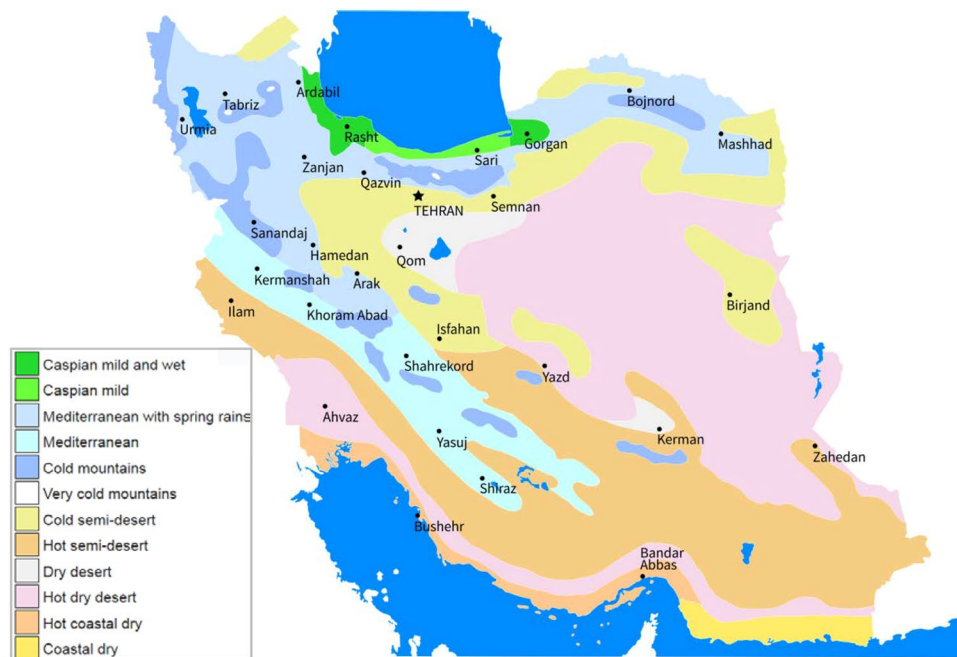 Ardabil
Tabriz
Bojnord
Urmia
Rasht
Gorgan
Mashhad
Sari
Zanjan
Qazvin
TEHRAN
Semnan
Sanandaj
Hamedan
Qom
Kermanshah
Arak
Birjand
Ilam
Khoram Abad
Isfahan
Shahrekord
Yazd
Ahvaz
Yasuj
Kerman
Zahedan
Shiraz
Bushehr
Bandar
Abbas
Caspian mild and wet
Caspian mild
Mediterranean with spring rains
Mediterranean
Cold mountains
Very cold mountains
Cold semi-desert
Hot semi-desert
Dry desert
Hot dry desert
Hot coastal dry
Coastal dry